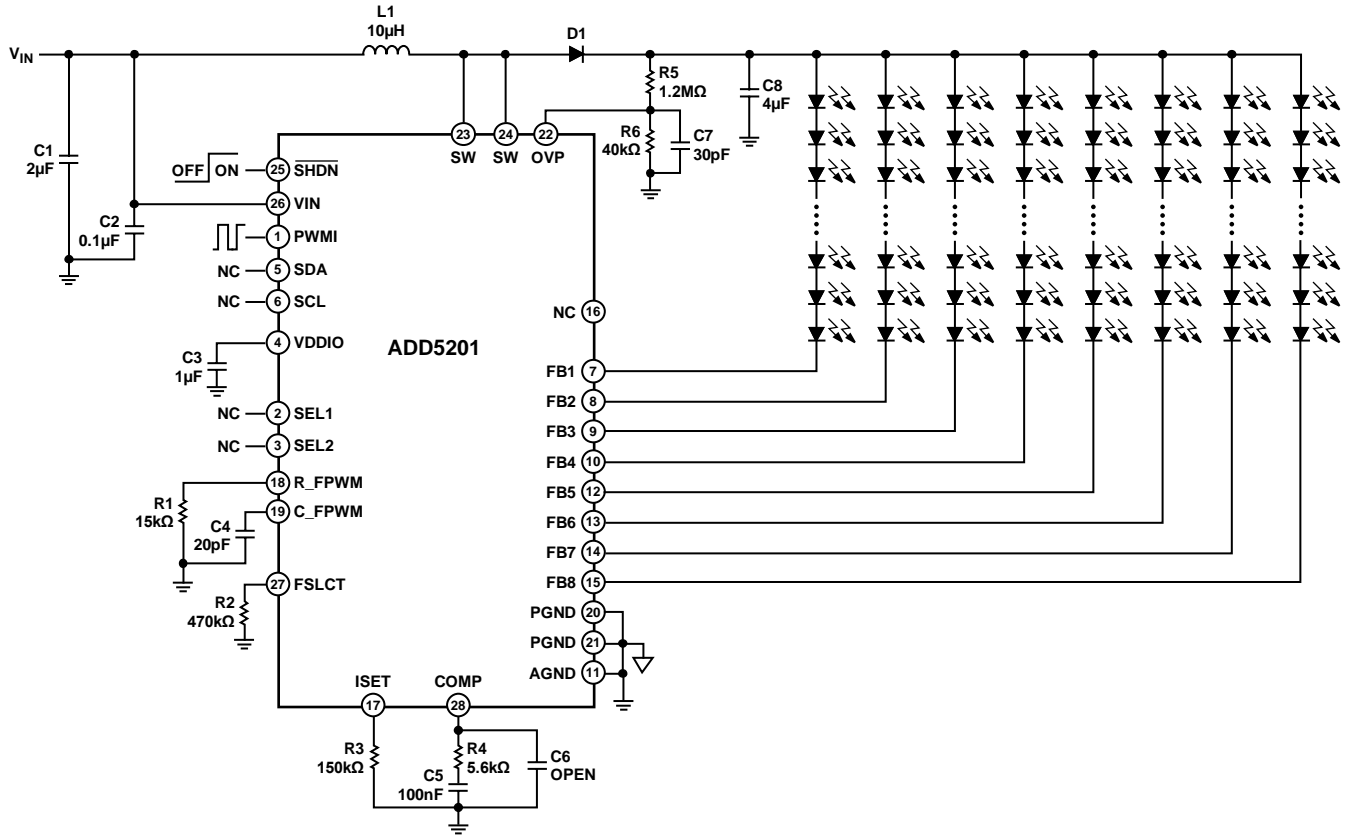 L1
10µH
D1
VIN
R5
1.2MΩ
C8
4µF
R6
40kΩ
C7
30pF
C1
2µF
23
24
22
SW
SW
OVP
OFF ON
25 SHDN
26 VIN
C2
0.1µF
1 PWMI
NC 5 SDA
NC 6 SCL
NC 16
4 VDDIO
ADD5201
C3
1µF
FB1 7
FB2 8
NC 2 SEL1
FB3 9
NC 3 SEL2
FB4 10
18 R_FPWM
FB5 12
R1
15kΩ
19 C_FPWM
C4
20pF
FB6 13
FB7 14
27 FSLCT
FB8 15
R2
470kΩ
PGND 20
PGND 21
AGND 11
ISET
COMP
17
28
R3
150kΩ
R4
5.6kΩ
C6
OPEN
C5
100nF